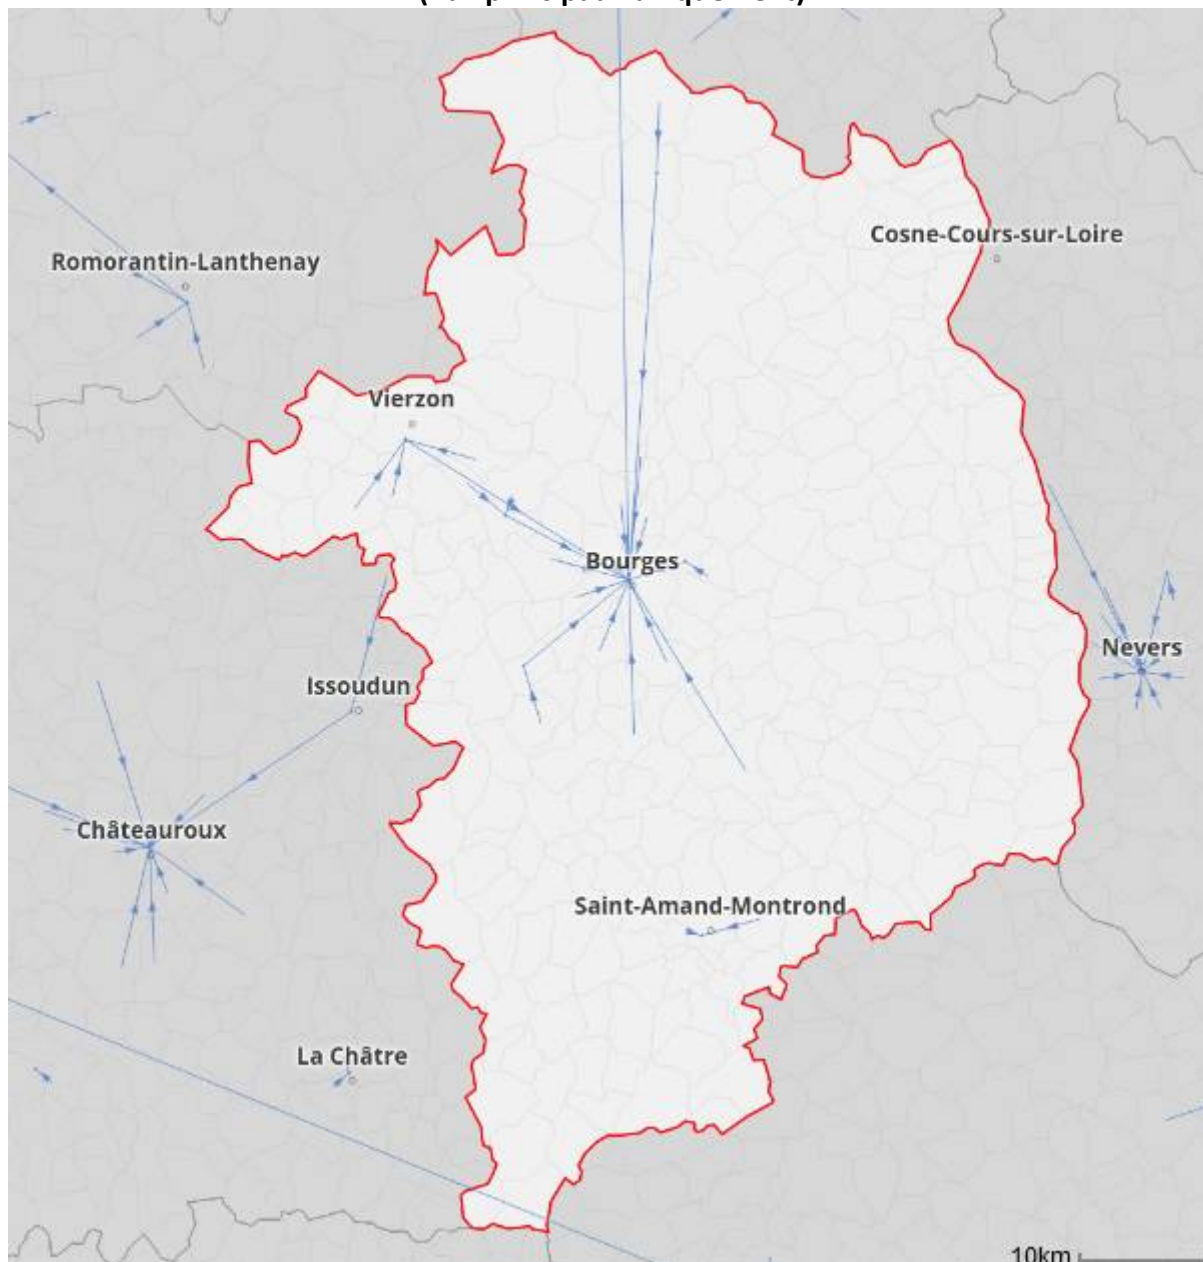 Cosne-Cours-sur-Loire
Romorantin-Lanthenay
Vierzon
Bourges
Nevers
Issoudun
Châteauroux
Saint-Amand-Montrond
La Châtre
10km